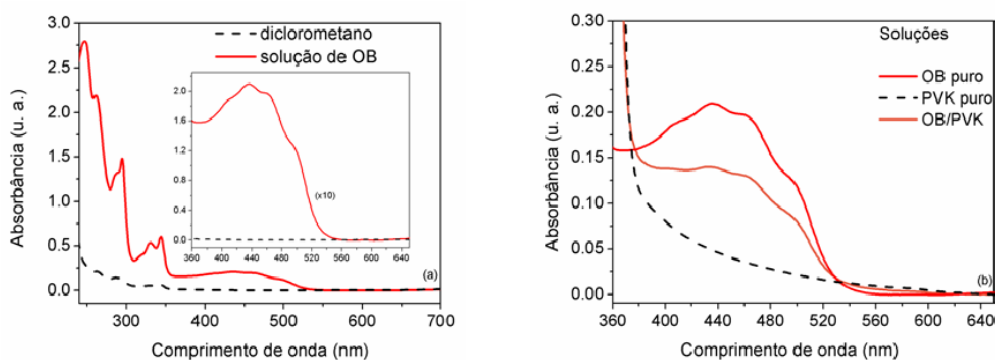 3.0
2.5
2.0
1.5
1.0
0.5
0.0
Absorbância (u. a.)
300 400 500 600 700
Comprimento de onda (nm)
diclorometano
solução de OB
2.0
1.6
1.2
0.8
0.4
0.0
360 400 440 480 520 560 600 640
(x10)
(a)
0.30
0.25
0.20
0.15
0.10
0.05
0.00
Absorbância (u. a.)
360 400 440 480 520 560 600 640
Comprimento de onda (nm)
Soluções
OB puro
PVK puro
OB/PVK
(b)